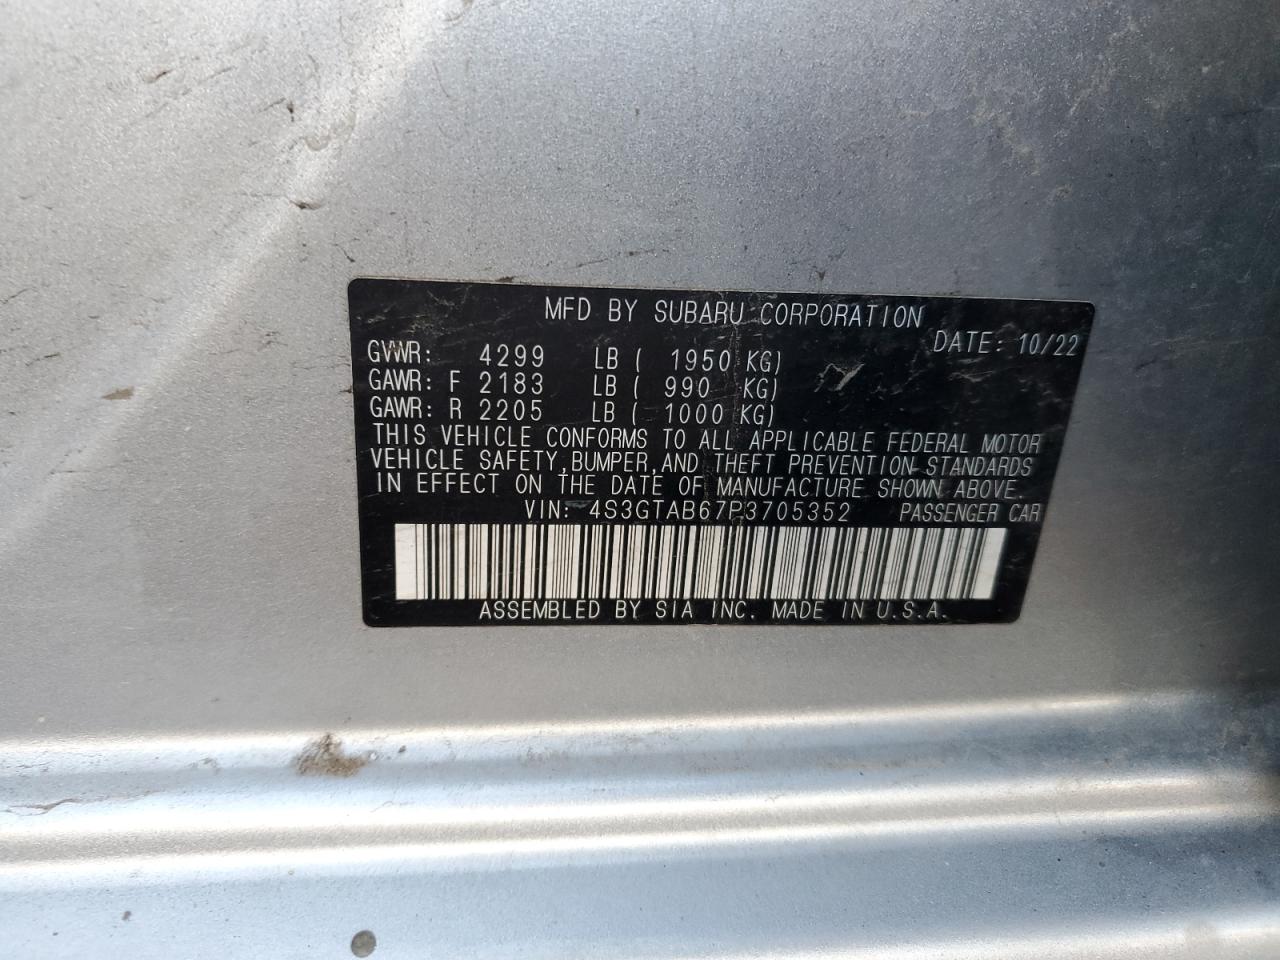 MFD BY SUBARU CORPORATION
DATE: 10/22
GVWR: 4299 LB ( 1950 KG)
GAWR: F 2183 LB ( 990 KG)
GAWR: R 2205 LB ( 1000 KG)
THIS VEHICLE CONFORMS TO ALL APPLICABLE FEDERAL MOTOR
VEHICLE SAFETY,BUMPER,AND THEFT PREVENTION STANDARDS
IN EFFECT ON THE DATE OF MANUFACTURE SHOWN ABOVE.
VIN: 4S3GTAB67P3705352 PASSENGER CAR
ASSEMBLED BY SIA INC. MADE IN U.S.A.